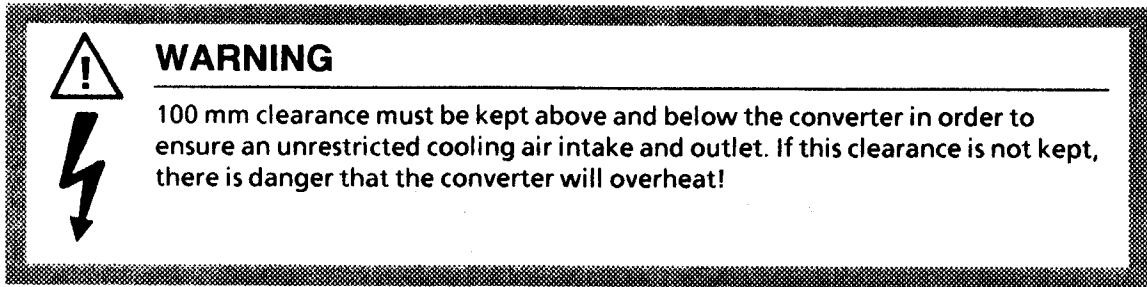 WARNING
100 mm clearance must be kept above and below the converter in order to
ensure an unrestricted cooling air intake and outlet. If this clearance is not kept,
there is danger that the converter will overheat!